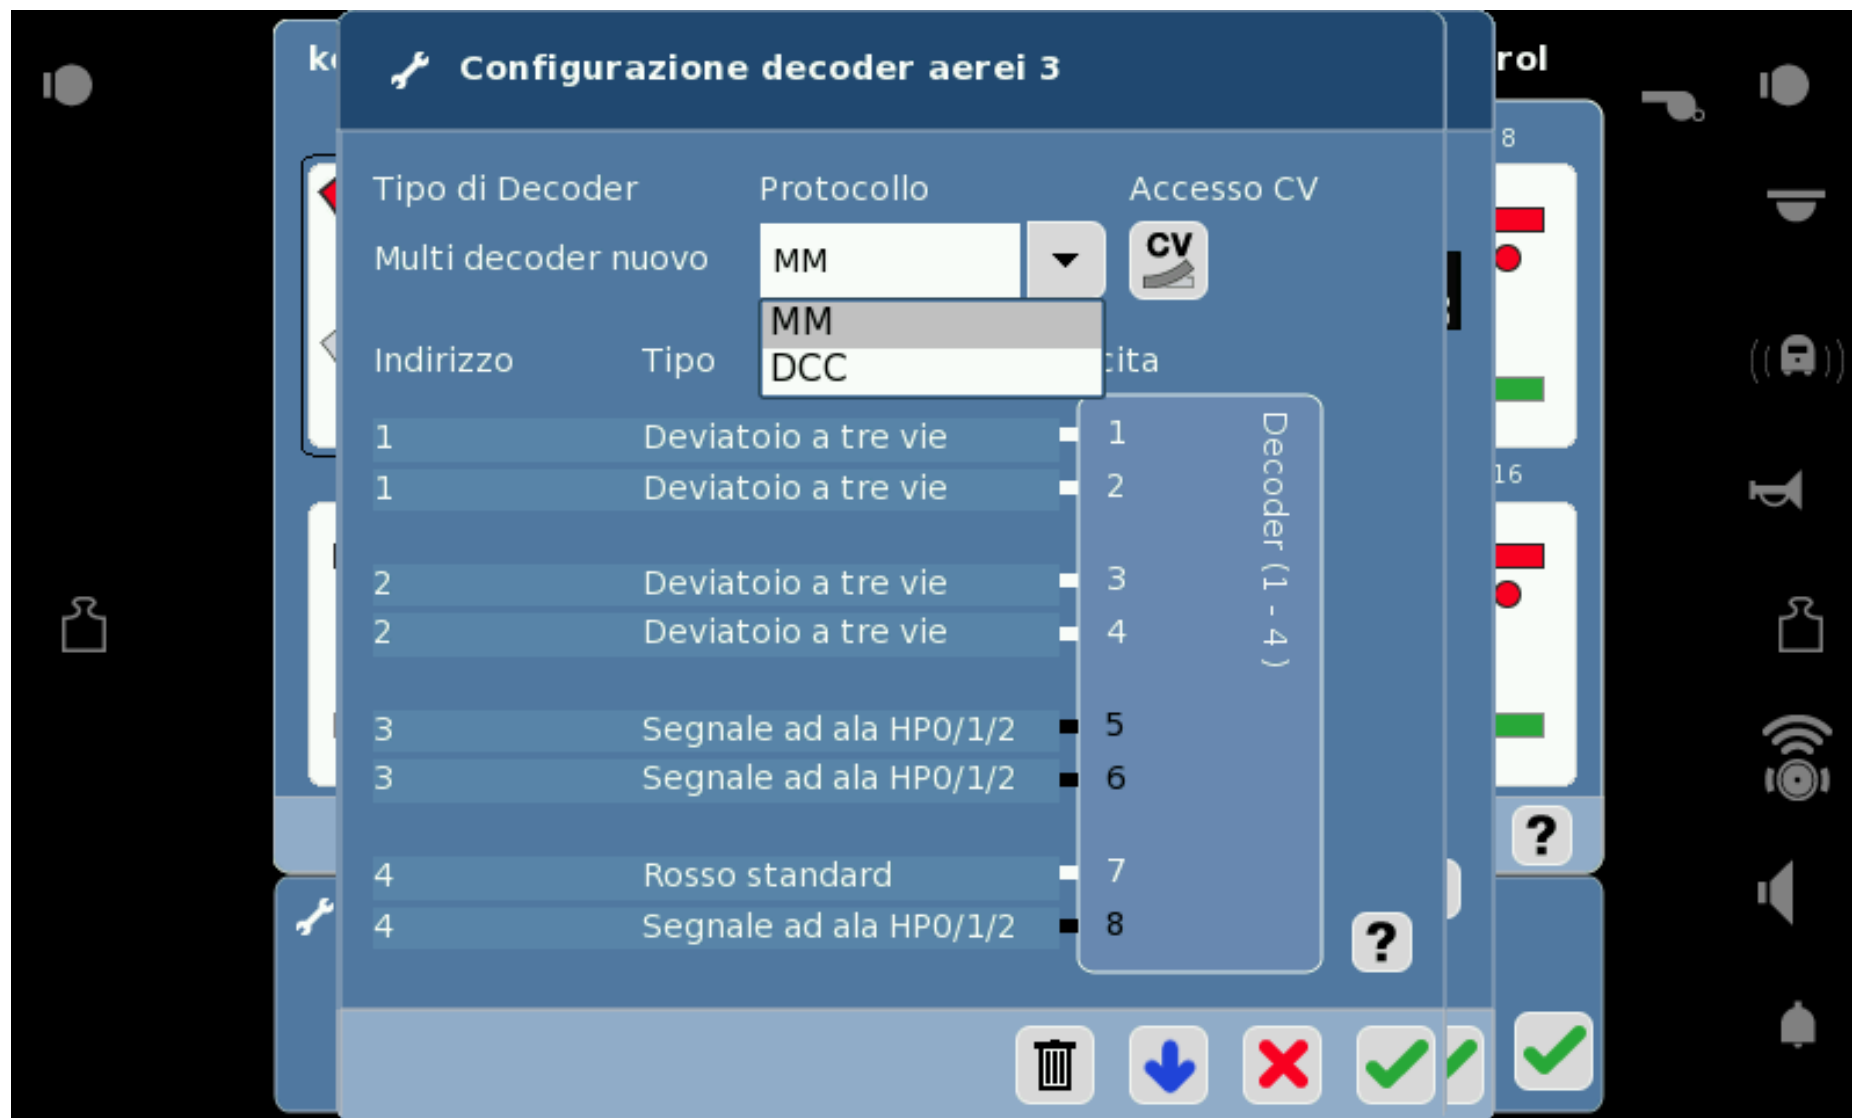 Configurazione decoder aerei 3
rol
8
Tipo di Decoder Protocollo Accesso CV
Multi decoder nuovo MM CV
MM
DCC
Indirizzo Tipo
1 Deviatoio a tre vie 1
1 Deviatoio a tre vie 2
2 Deviatoio a tre vie 3
2 Deviatoio a tre vie 4
3 Segnale ad ala HP0/1/2 5
3 Segnale ad ala HP0/1/2 6
4 Rosso standard 7
4 Segnale ad ala HP0/1/2 8
Decoder (1 - 4 )
16
?
?